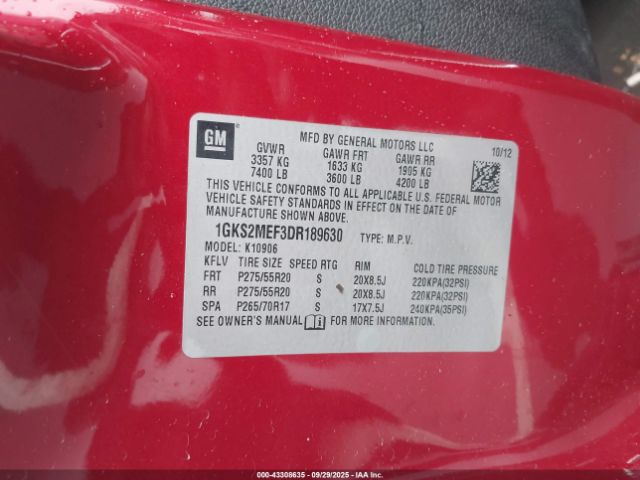 GM
MFD BY GENERAL MOTORS LLC
10/12
GVWR GAWR FRT GAWR RR
3357 KG 1633 KG 1905 KG
7400 LB 3600 LB 4200 LB
THIS VEHICLE CONFORMS TO ALL APPLICABLE U.S. FEDERAL MOTOR
VEHICLE SAFETY STANDARDS IN EFFECT ON THE DATE OF
MANUFACTURE SHOWN ABOVE.
1GKS2MEF3DR189630 TYPE: M.P.V.
MODEL: K10906
KFLV TIRE SIZE SPEED RTG RIM COLD TIRE PRESSURE
FRT P275/55R20 S 20X8.5J 220KPA(32PSI)
RR P275/55R20 S 20X8.5J 220KPA(32PSI)
SPA P265/70R17 S 17X7.5J 240KPA(35PSI)
SEE OWNER'S MANUAL FOR MORE INFORMATION.
000-43308635 - 09/29/2025 - IAA Inc.